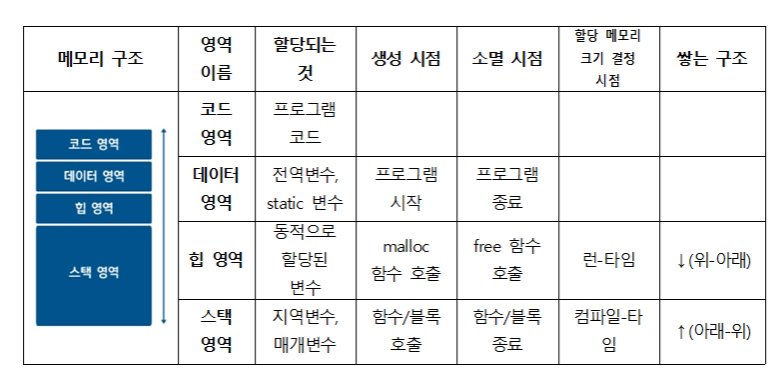 메모리 구조
영역
이름
할당되는
것
생성 시점
소멸 시점
할당 메모리
크기 결정
시점
쌓는 구조
코드 영역
데이터 영역
힙 영역
스택 영역
코드
영역
프로그램
코드
데이터
영역
전역변수,
static 변수
프로그램
시작
프로그램
종료
힙 영역
동적으로
할당된
변수
malloc
함수 호출
free 함수
호출
런-타임
↓(위-아래)
스택
영역
지역변수,
매개변수
함수/블록
호출
함수/블록
종료
컴파일-타
임
↑(아래-위)